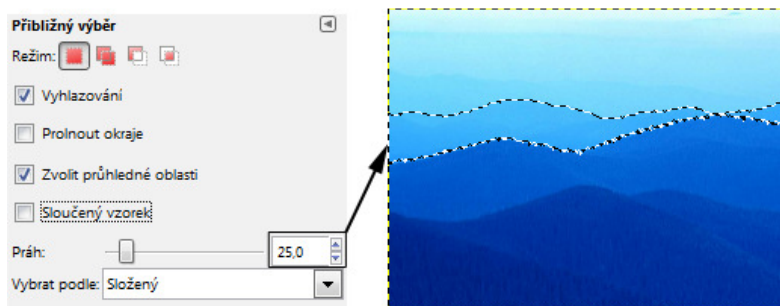 Přibližný výběr
Režim:
Vyhlazování
Prolnout okraje
Zvolit průhledné oblasti
Sloučený vzorek
Práh: 25,0
Vybrat podle: Složený